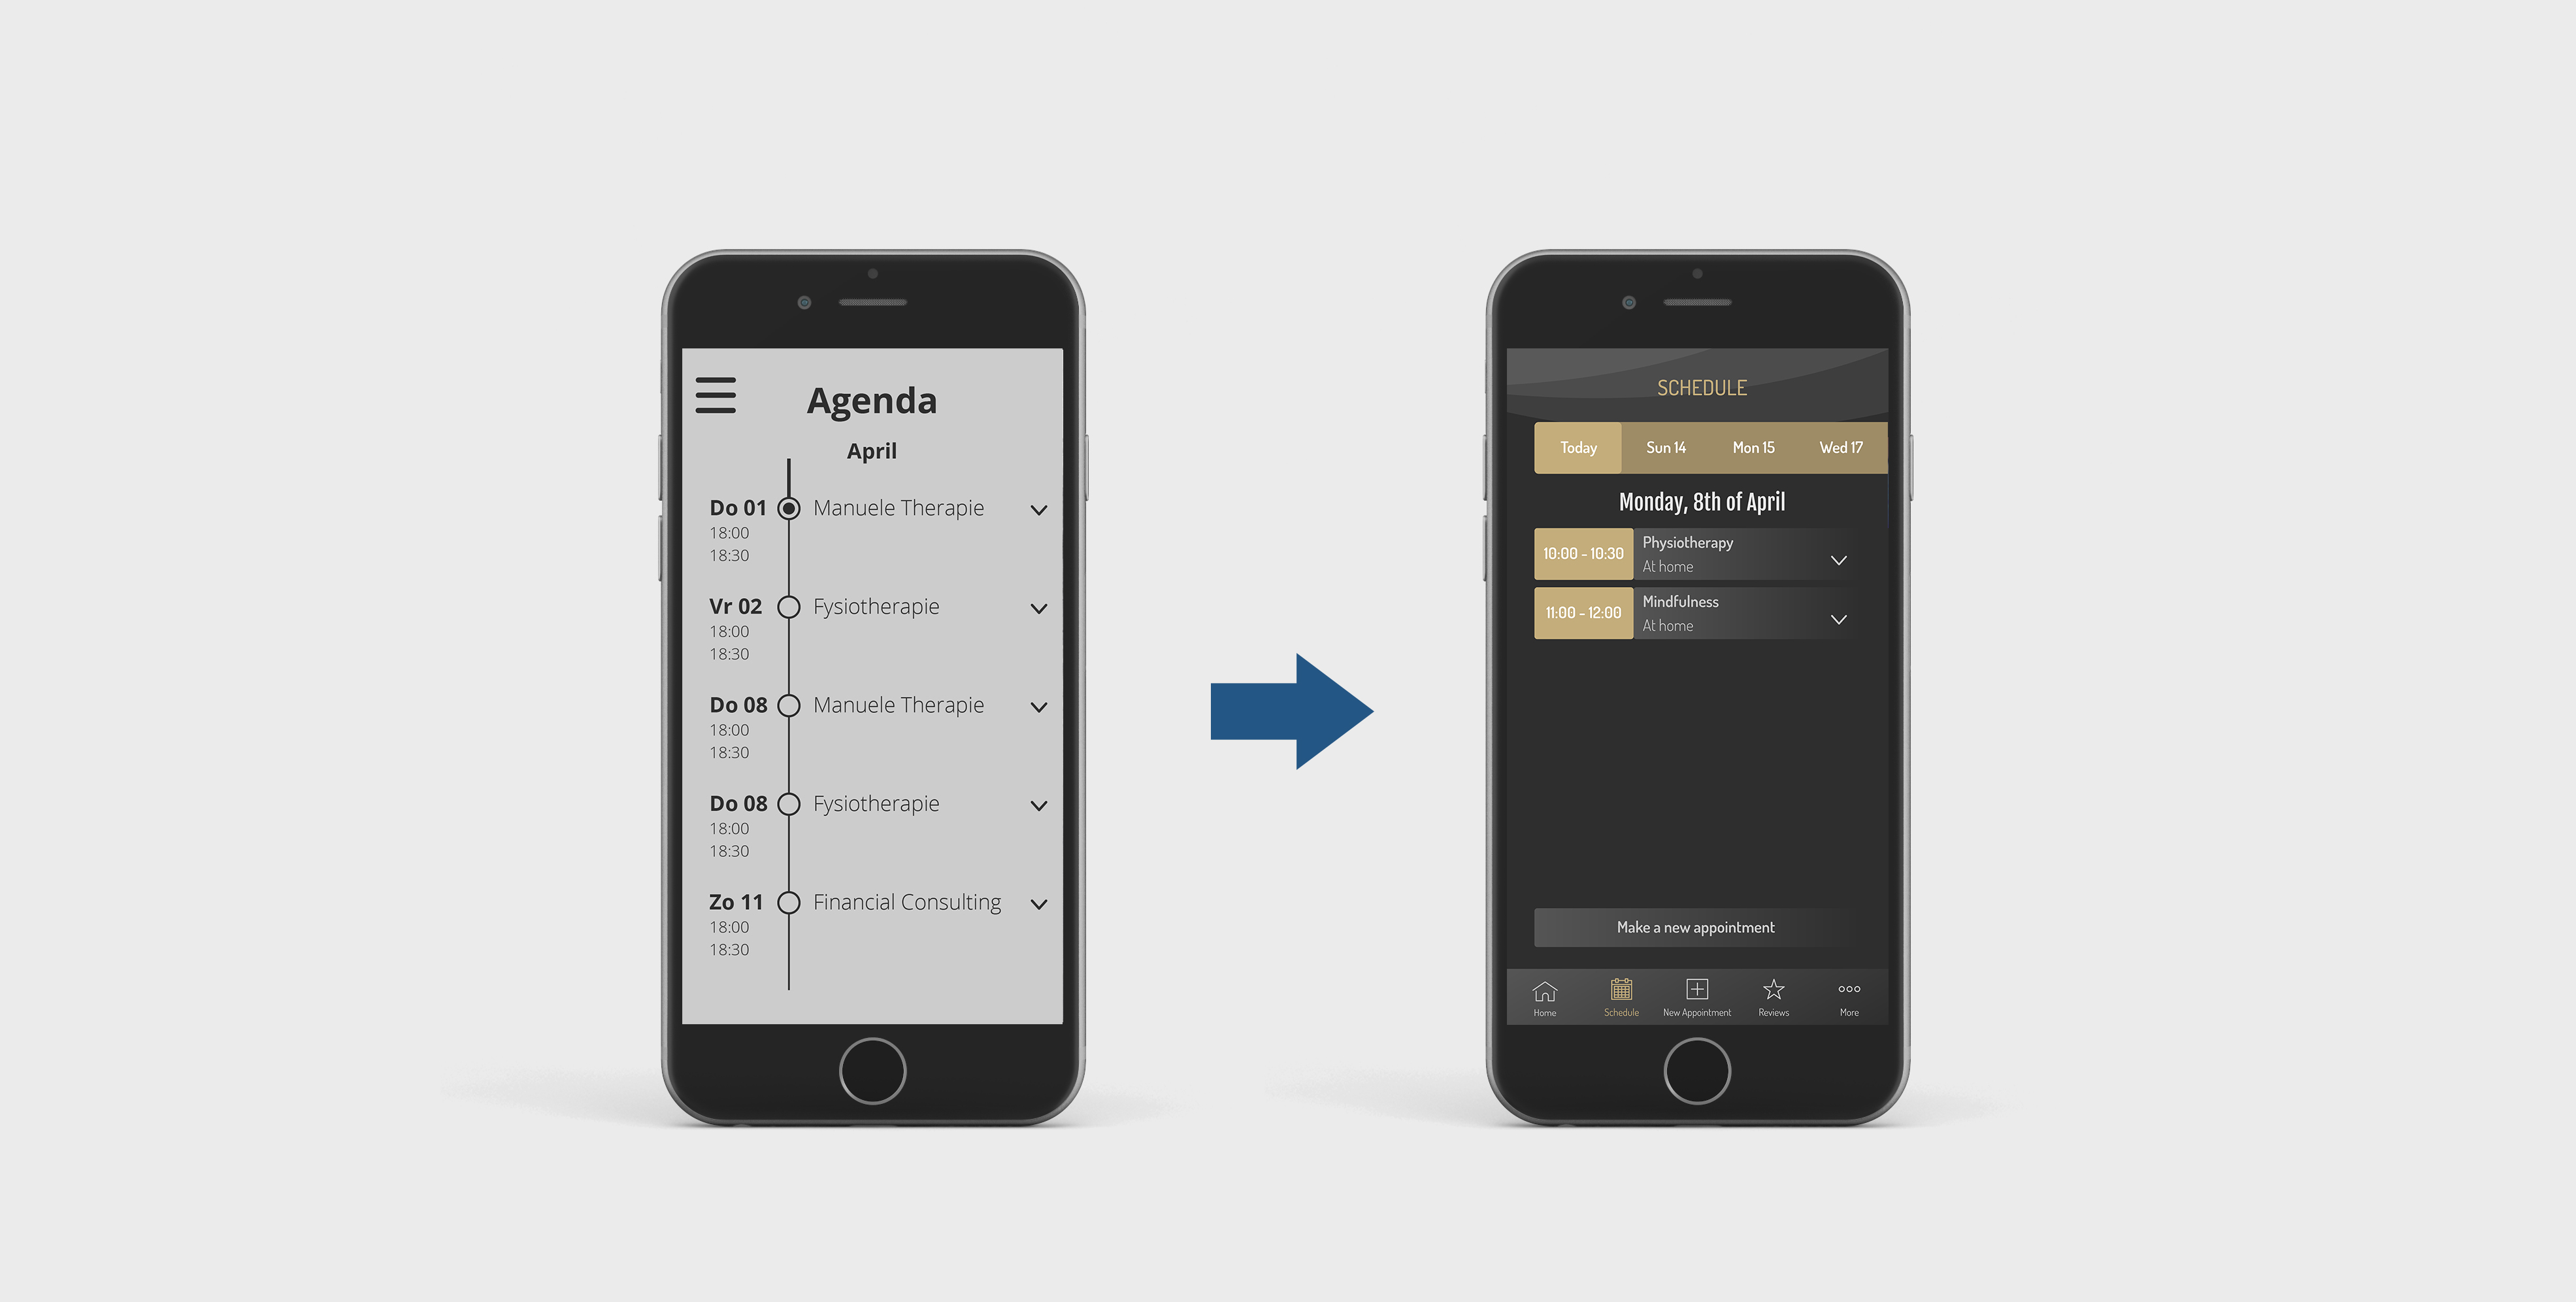 Agenda
April
Do 01
Manuele Therapie
18:00
18:30
Vr 02
Fysiotherapie
18:00
18:30
Do 08
Manuele Therapie
18:00
18:30
Do 08
Fysiotherapie
18:00
18:30
Zo 11
Financial Consulting
18:00
18:30
SCHEDULE
Today Sun 14 Mon 15 Wed 17
Monday, 8th of April
10:00 - 10:30
Physiotherapy
At home
11:00 - 12:00
Mindfulness
At home
Make a new appointment
Home Schedule New Appointment Reviews More